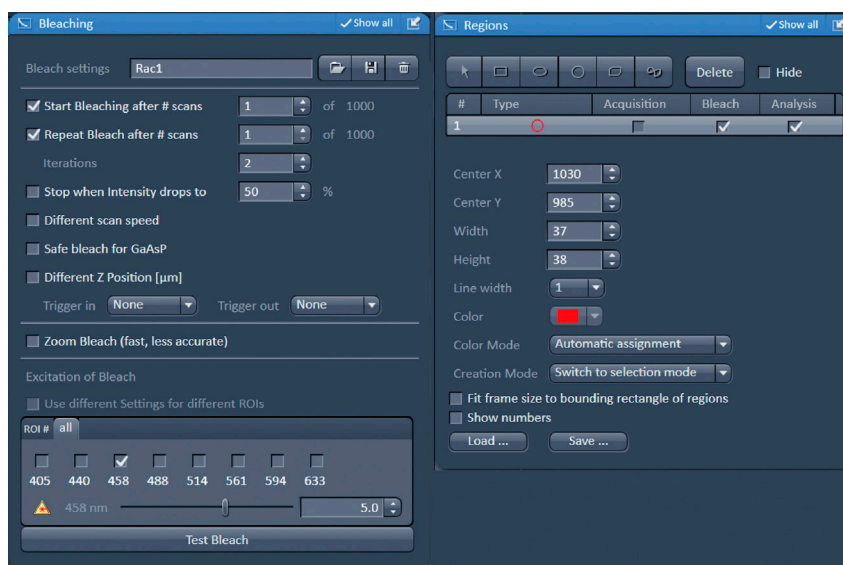 Bleaching
Show all
Bleach settings Rac1
Start Bleaching after # scans 1 of 1000
Repeat Bleach after # scans 1 of 1000
Iterations 2
Stop when Intensity drops to 50 %
Different scan speed
Safe bleach for GaAsP
Different Z Position [µm]
Trigger in None Trigger out None
Zoom Bleach (fast, less accurate)
Excitation of Bleach
Use different Settings for different ROIs
ROI # all
405 440 458 488 514 561 594 633
458 nm 5.0
Test Bleach
Regions
Show all
Delete Hide
# Type Acquisition Bleach Analysis
1
Center X 1030
Center Y 985
Width 37
Height 38
Line width 1
Color
Color Mode Automatic assignment
Creation Mode Switch to selection mode
Fit frame size to bounding rectangle of regions
Show numbers
Load ... Save ...